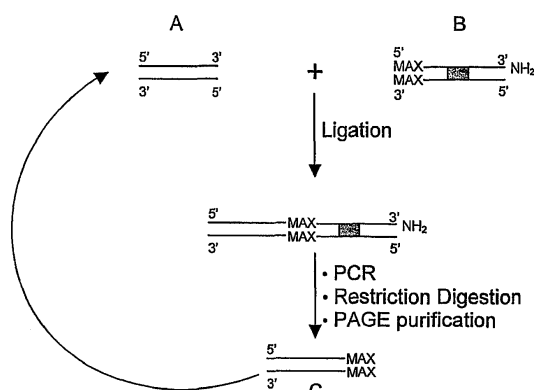 A B
5' 3' 5'
MAX 3' NH₂
+
MAX
3' 5' 3' 5'
Ligation
5' MAX 3' NH₂
3' MAX 5'
· PCR
· Restriction Digestion
· PAGE purification
5' MAX
3' MAX